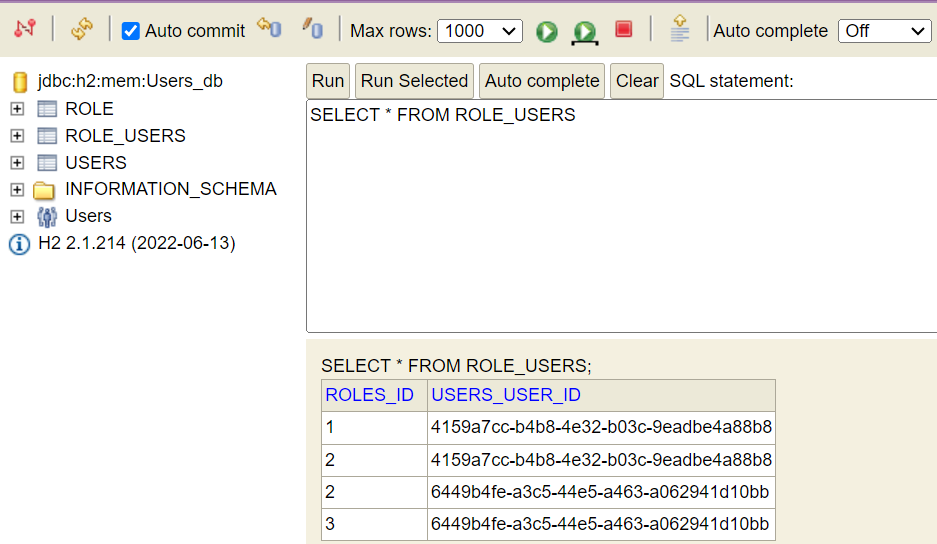 Auto commit Max rows: 1000 Auto complete Off
jdbc:h2:mem:Users_db
ROLE
ROLE_USERS
USERS
INFORMATION_SCHEMA
Users
H2 2.1.214 (2022-06-13)
Run Run Selected Auto complete Clear SQL statement:
SELECT * FROM ROLE_USERS
SELECT * FROM ROLE_USERS;
ROLES_ID USERS_USER_ID
1 4159a7cc-b4b8-4e32-b03c-9eadbe4a88b8
2 4159a7cc-b4b8-4e32-b03c-9eadbe4a88b8
2 6449b4fe-a3c5-44e5-a463-a062941d10bb
3 6449b4fe-a3c5-44e5-a463-a062941d10bb